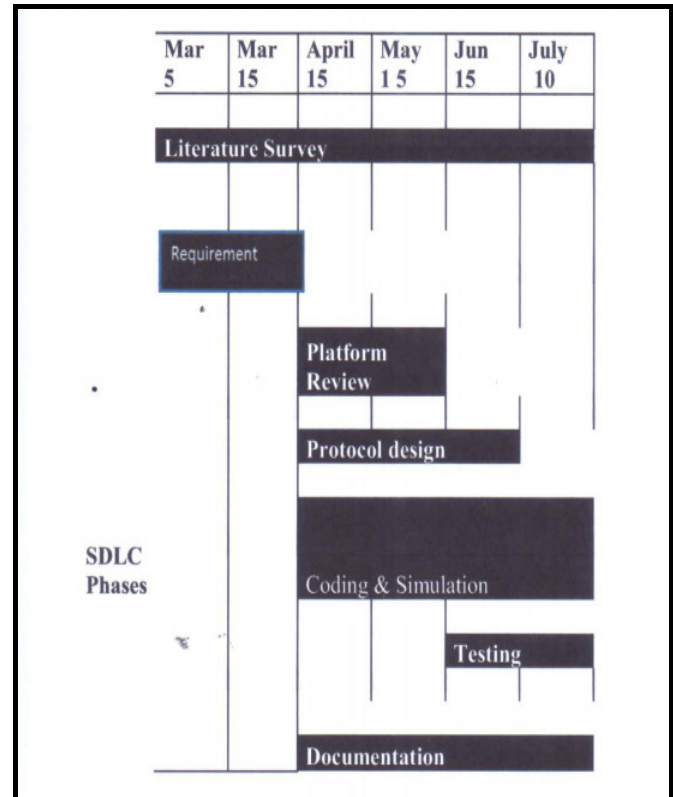 Mar Mar April May Jun July
5 15 15 1 5 15 10
Literature Survey
Requirement
Platform
Review
Protocol design
SDLC
Phases
Coding & Simulation
Testing
Documentation